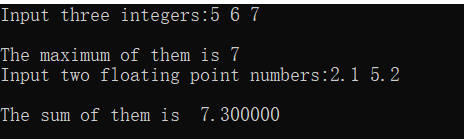 Input three integers:5 6 7
The maximum of them is 7
Input two floating point numbers:2.1 5.2
The sum of them is  7.300000